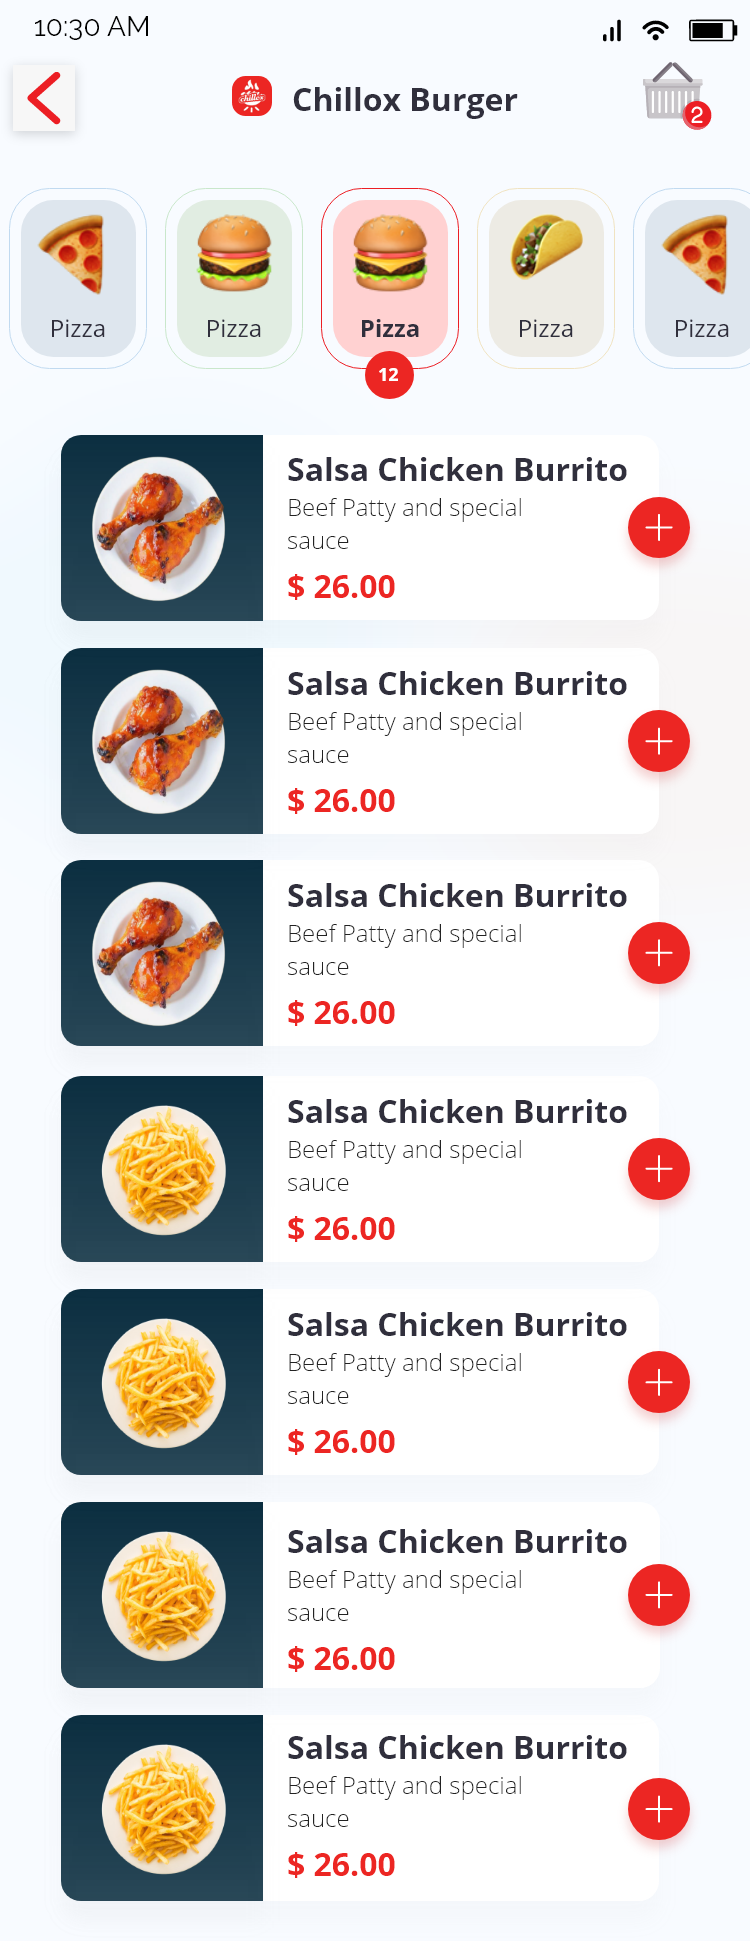 10:30 AM
chillox
Chillox Burger
2
Pizza
Pizza
Pizza
Pizza
Pizza
12
Salsa Chicken Burrito
Beef Patty and special
sauce
$ 26.00
Salsa Chicken Burrito
Beef Patty and special
sauce
$ 26.00
Salsa Chicken Burrito
Beef Patty and special
sauce
$ 26.00
Salsa Chicken Burrito
Beef Patty and special
sauce
$ 26.00
Salsa Chicken Burrito
Beef Patty and special
sauce
$ 26.00
Salsa Chicken Burrito
Beef Patty and special
sauce
$ 26.00
Salsa Chicken Burrito
Beef Patty and special
sauce
$ 26.00